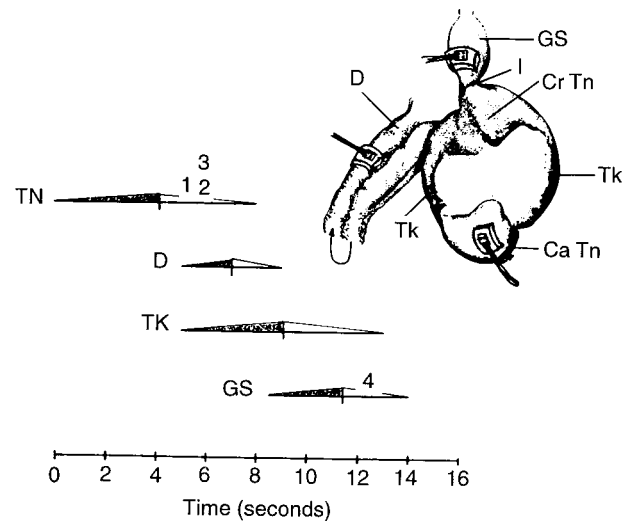 GS
I
D
Cr Tn
Tk
3
TN 1 2
Tk
Ca Tn
D
TK
GS 4
0 2 4 6 8 10 12 14 16
Time (seconds)